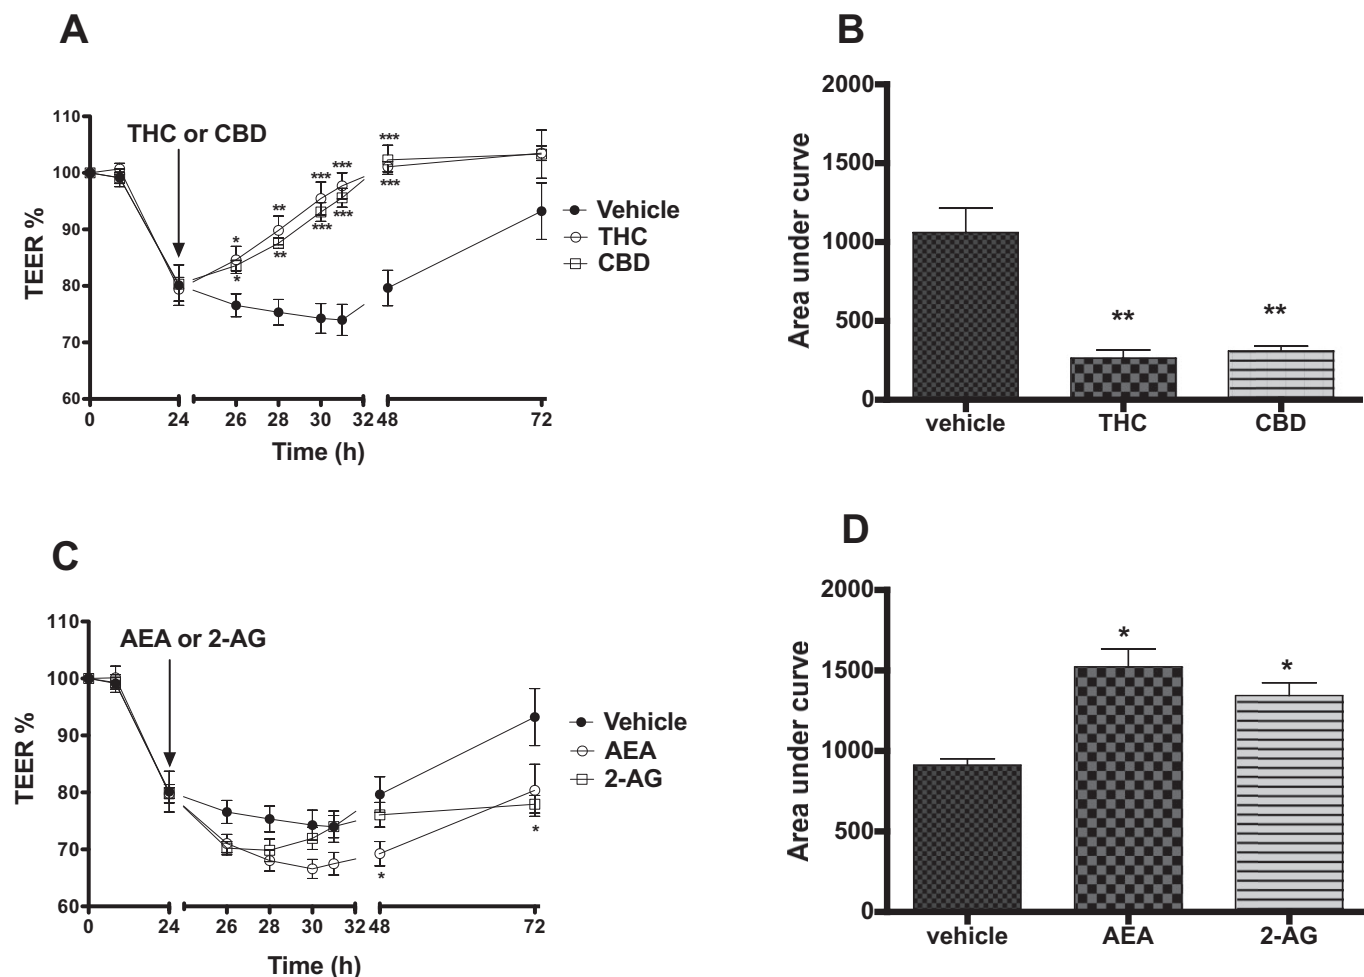 A
110
100
90
80
70
60
TEER %
THC or CBD
*
**
***
***
***
*
**
***
***
***
0
24
26
28
30
32
48
72
Time (h)
Vehicle
THC
CBD
B
2000
1500
1000
500
0
Area under curve
**
**
vehicle
THC
CBD
C
110
100
90
80
70
60
TEER %
AEA or 2-AG
*
*
0
24
26
28
30
32
48
72
Time (h)
Vehicle
AEA
2-AG
D
2000
1500
1000
500
0
Area under curve
*
*
vehicle
AEA
2-AG